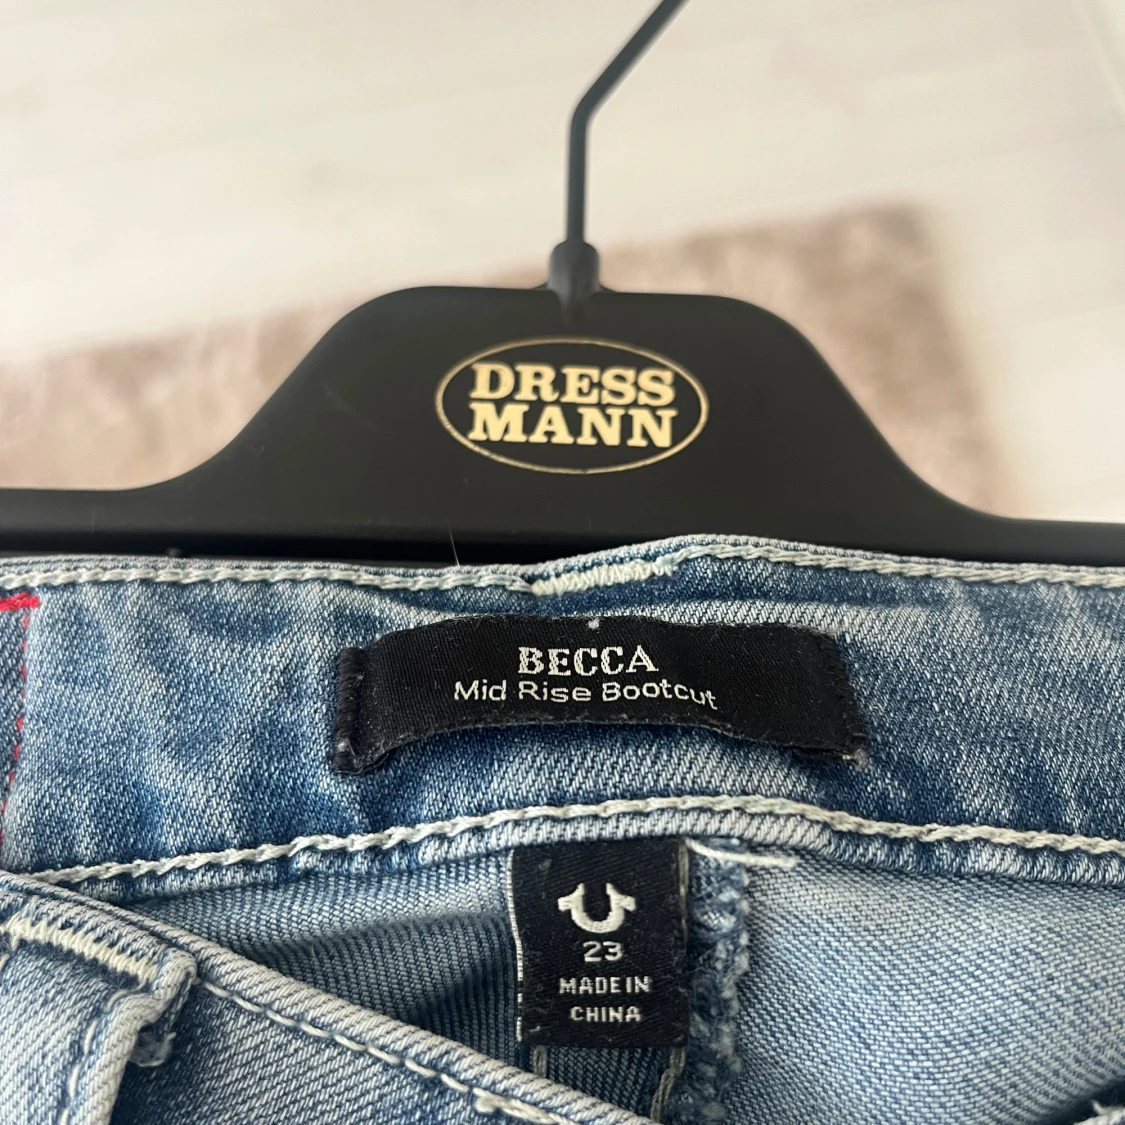 DRESS
MANN
BECCA
Mid Rise Bootcut
23
MADE IN
CHINA